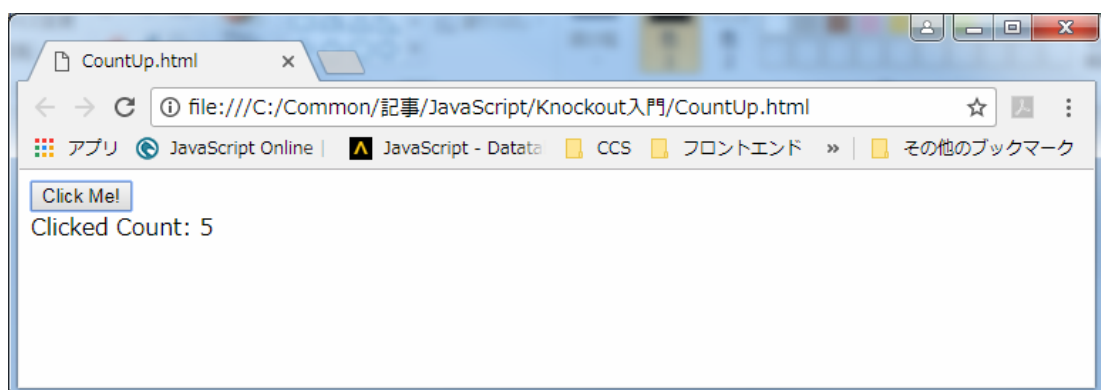 CountUp.html
file:///C:/Common/記事/JavaScript/Knockout入門/CountUp.html
アプリ JavaScript Online JavaScript - Datata CCS フロントエンド » その他のブックマーク
Click Me!
Clicked Count: 5